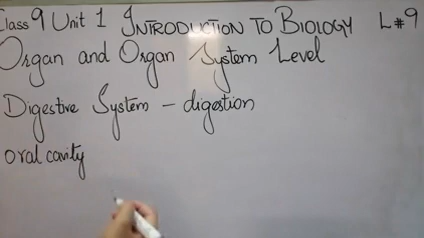 Class 9 Unit 1 INTRODUCTION TO BIOLOGY L#9
Organ and Organ System Level
Digestive System - digestion
oral cavity